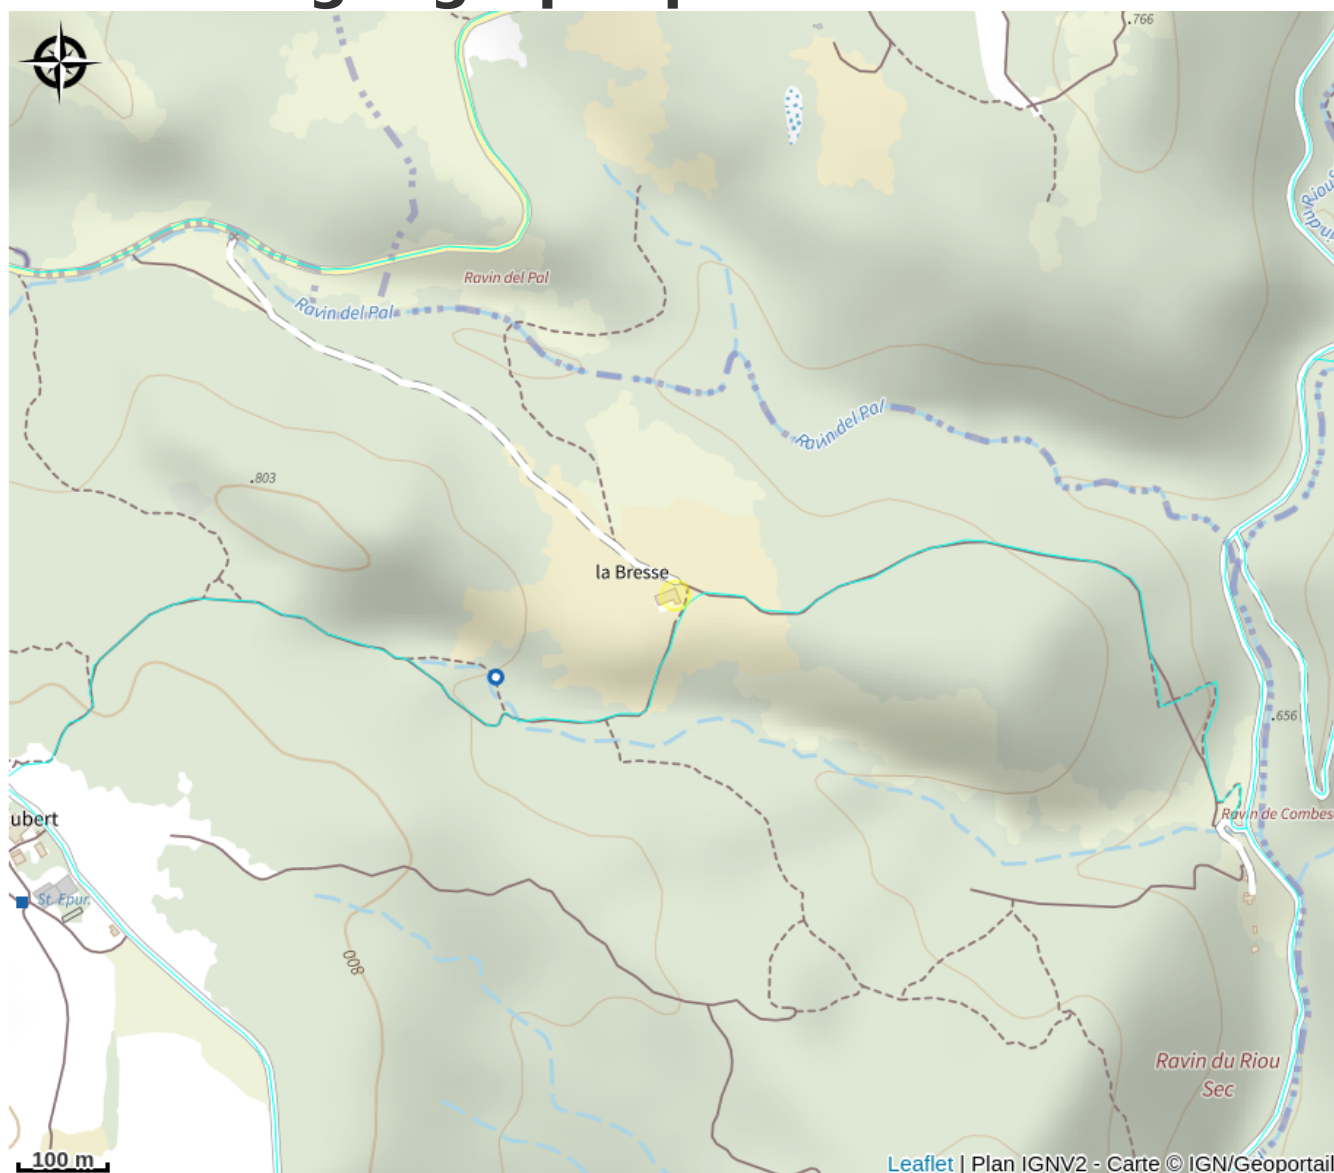 .766
Ravin del Pal
Ravin del Pal
Ravin del Pal
.803
la Bresse
.656
ubert
Ravin de Combes
St. Epur.
800
Ravin du Riou
Sec
100 m
Leaflet | Plan IGNV2 - Carte © IGN/Geoportail